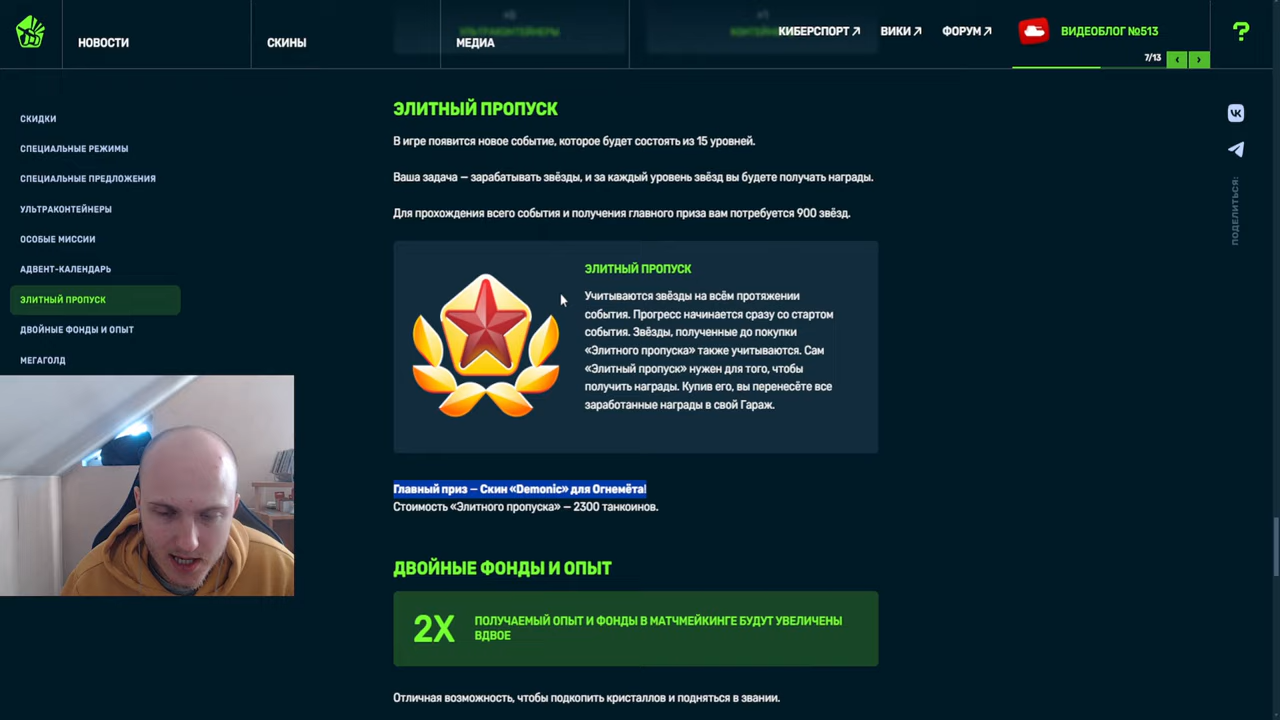 НОВОСТИ
СКИНЫ
МЕДИА
КИБЕРСПОРТ
ВИКИ
ФОРУМ
ВИДЕОБЛОГ №513
?
7/13
УЛЬТРАКОНТЕЙНЕРЫ
СКИДКИ
СПЕЦИАЛЬНЫЕ РЕЖИМЫ
СПЕЦИАЛЬНЫЕ ПРЕДЛОЖЕНИЯ
УЛЬТРАКОНТЕЙНЕРЫ
ОСОБЫЕ МИССИИ
АДВЕНТ-КАЛЕНДАРЬ
ЭЛИТНЫЙ ПРОПУСК
ДВОЙНЫЕ ФОНДЫ И ОПЫТ
МЕГАГОЛД
ЭЛИТНЫЙ ПРОПУСК
В игре появится новое событие, которое будет состоять из 15 уровней.
Ваша задача — зарабатывать звёзды, и за каждый уровень звёзд вы будете получать награды.
Для прохождения всего события и получения главного приза вам потребуется 900 звёзд.
ЭЛИТНЫЙ ПРОПУСК
Учитываются звёзды на всём протяжении
события. Прогресс начинается сразу со стартом
события. Звёзды, полученные до покупки
«Элитного пропуска» также учитываются. Сам
«Элитный пропуск» нужен для того, чтобы
получить награды. Купив его, вы перенесёте все
заработанные награды в свой Гараж.
Главный приз — Скин «Demonic» для Огнемёта!
Стоимость «Элитного пропуска» — 2300 танкоинов.
ДВОЙНЫЕ ФОНДЫ И ОПЫТ
2X
ПОЛУЧАЕМЫЙ ОПЫТ И ФОНДЫ В МАТЧМЕЙКИНГЕ БУДУТ УВЕЛИЧЕНЫ
ВДВОЕ
Отличная возможность, чтобы подкопить кристаллов и подняться в звании.
ПОДЕЛИТЬСЯ: